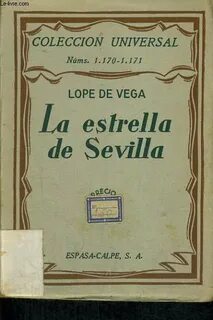 Le-livre.com
COLECCION UNIVERSAL
Núms. 1.170-1.171
LOPE DE VEGA
La estrella
de Sevilla
PRECIO
ESPASA-CALPE, S. A.